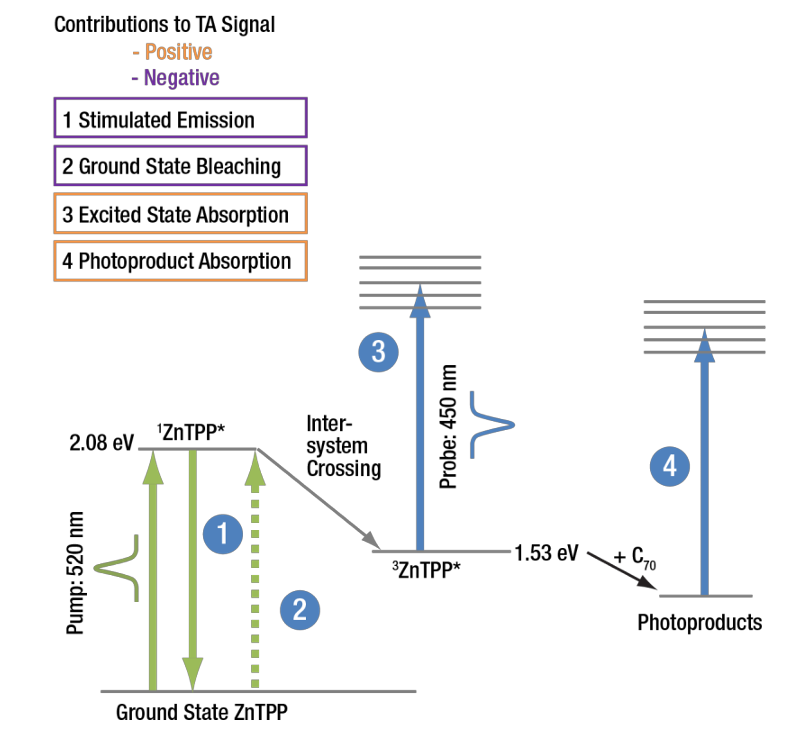 Contributions to TA Signal
- Positive
- Negative
1 Stimulated Emission
2 Ground State Bleaching
3 Excited State Absorption
4 Photoproduct Absorption
3
Probe: 450 nm
4
2.08 eV
¹ZnTPP*
Inter-
system
Crossing
Pump: 520 nm
1
2
³ZnTPP*
1.53 eV
+ C₇₀
Photoproducts
Ground State ZnTPP